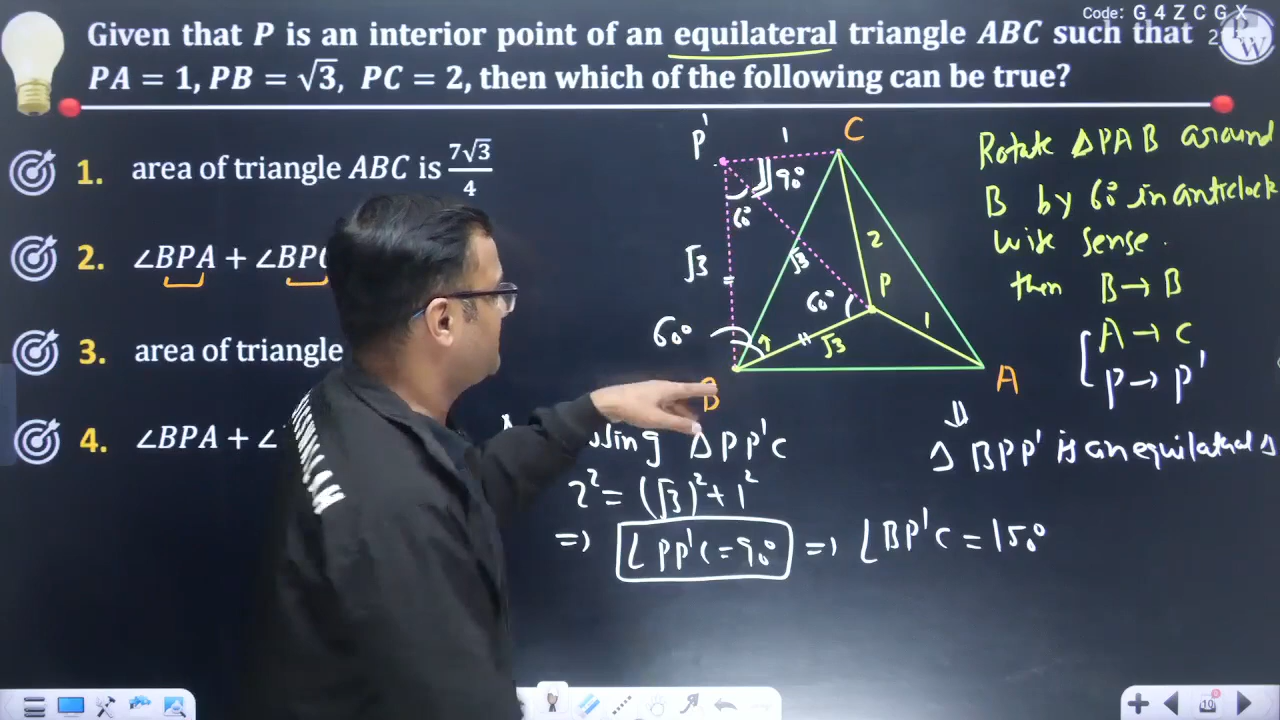 Code: G 4 Z C G X
Given that P is an interior point of an equilateral triangle ABC such that 2
PA = 1, PB = √3, PC = 2, then which of the following can be true?
1. area of triangle ABC is 7√3/4
2. ∠BPA + ∠BPC
3. area of triangle
4. ∠BPA + ∠
P'
1
C
90°
60°
√3
√3
2
60°
P
1
√3
60°
B
A
Rotate ΔPAB around
B by 60° in anticlock
wise sense.
then B → B
A → C
P → P'
⇓
Δ BPP' is an equilateral Δ
using ΔPP'C
2² = (√3)² + 1²
=> ∠PP'C = 90° => ∠BP'C = 150°
10